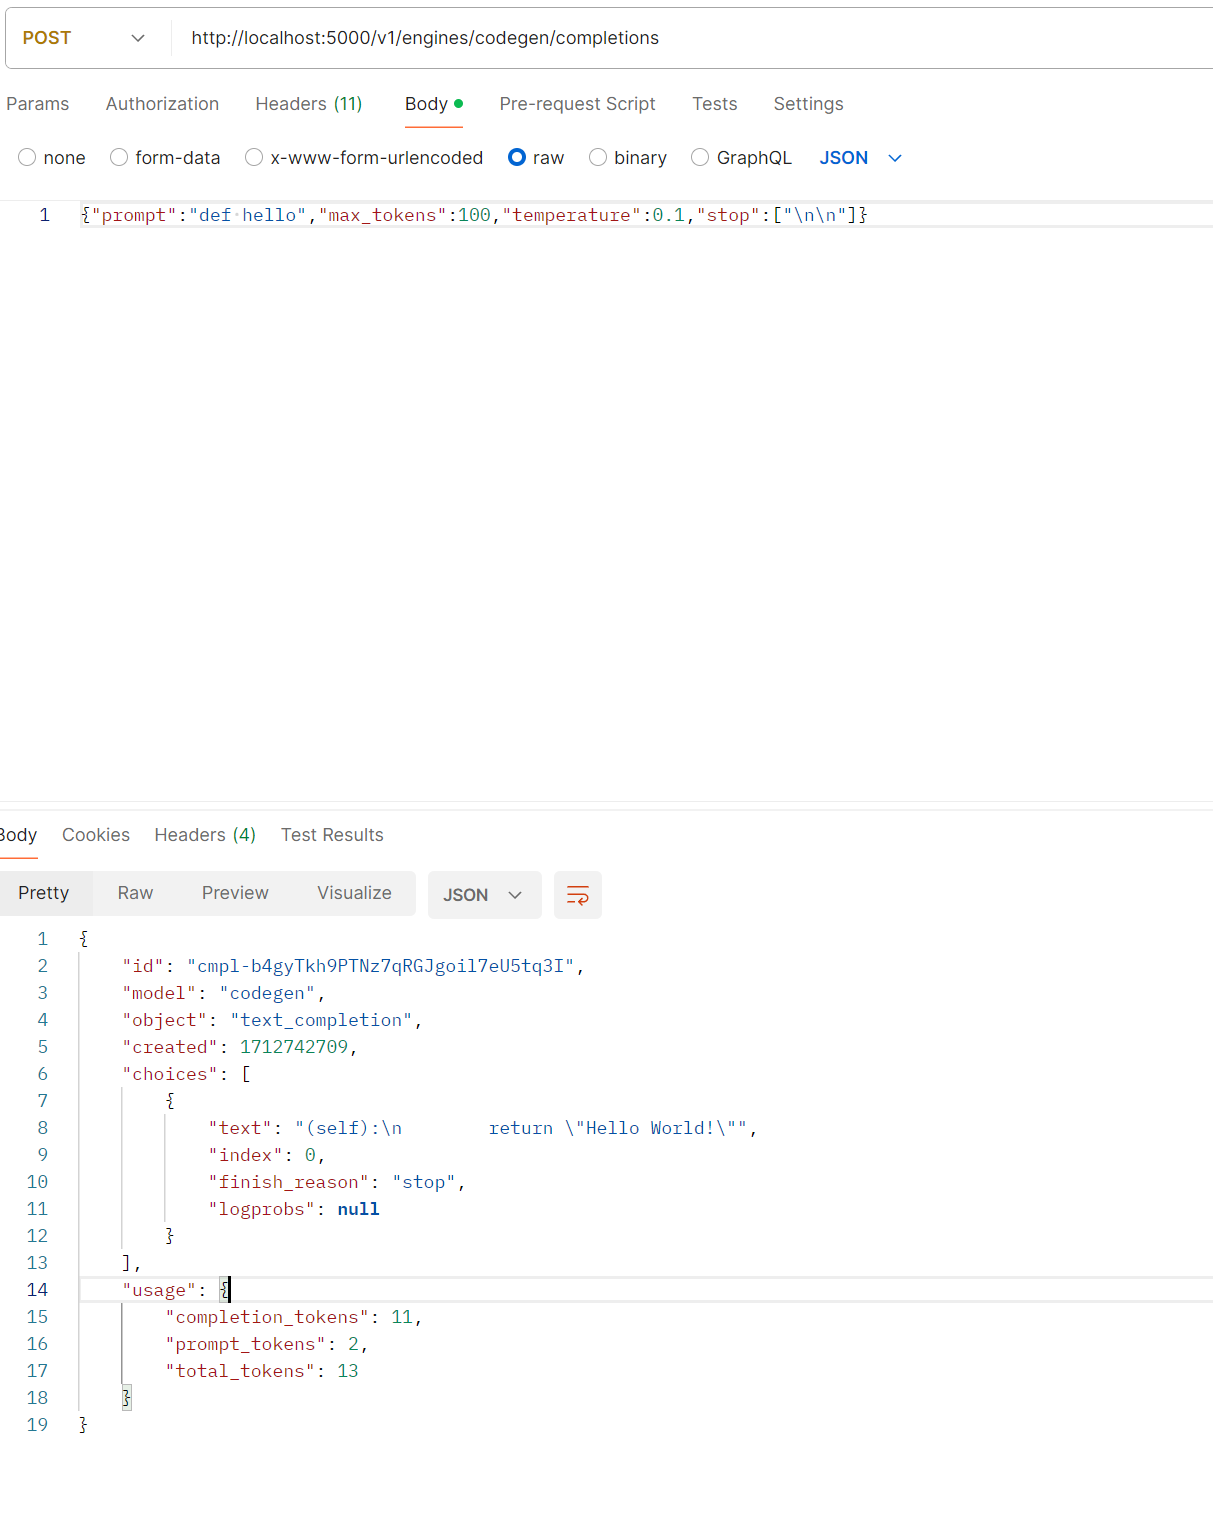 POST http://localhost:5000/v1/engines/codegen/completions
Params Authorization Headers (11) Body Pre-request Script Tests Settings
none form-data x-www-form-urlencoded raw binary GraphQL JSON
1 {"prompt":"def·hello","max_tokens":100,"temperature":0.1,"stop":["\n\n"]}
Body Cookies Headers (4) Test Results
Pretty Raw Preview Visualize JSON
1 {
2 "id": "cmpl-b4gyTkh9PTNz7qRGJgoil7eU5tq3I",
3 "model": "codegen",
4 "object": "text_completion",
5 "created": 1712742709,
6 "choices": [
7 {
8 "text": "(self):\n        return \"Hello World!\"",
9 "index": 0,
10 "finish_reason": "stop",
11 "logprobs": null
12 }
13 ],
14 "usage": {
15 "completion_tokens": 11,
16 "prompt_tokens": 2,
17 "total_tokens": 13
18 }
19 }